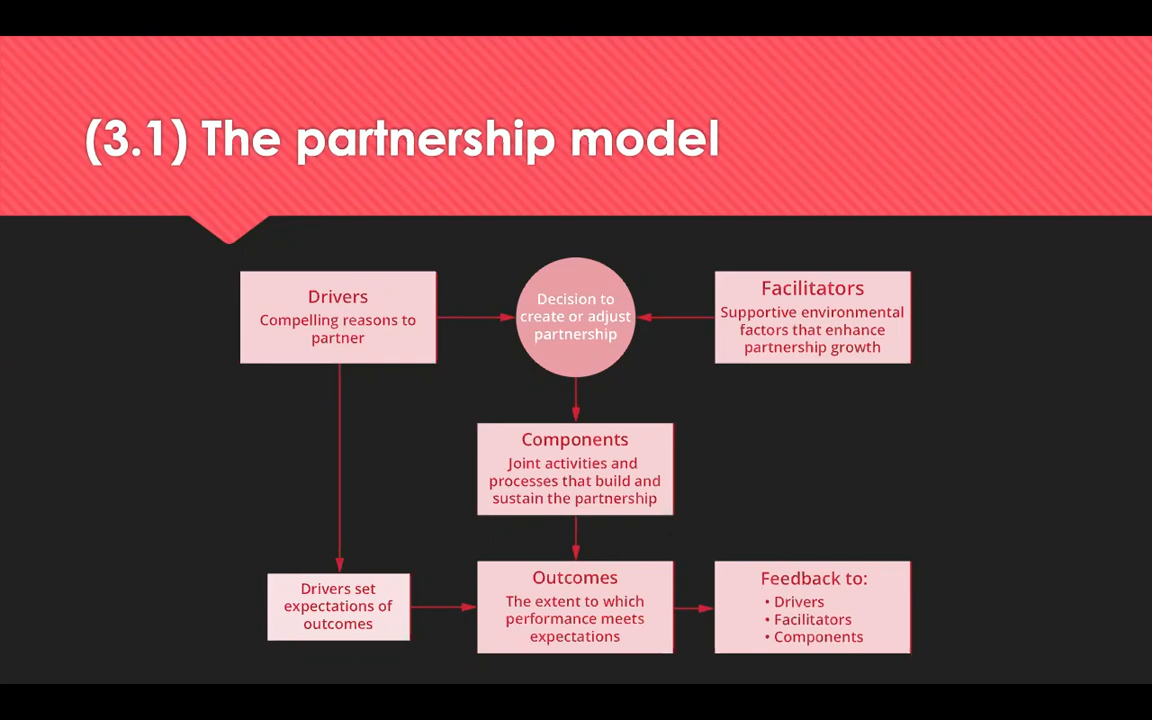 (3.1) The partnership model
Drivers
Compelling reasons to
partner
Decision to
create or adjust
partnership
Facilitators
Supportive environmental
factors that enhance
partnership growth
Components
Joint activities and
processes that build and
sustain the partnership
Drivers set
expectations of
outcomes
Outcomes
The extent to which
performance meets
expectations
Feedback to:
• Drivers
• Facilitators
• Components